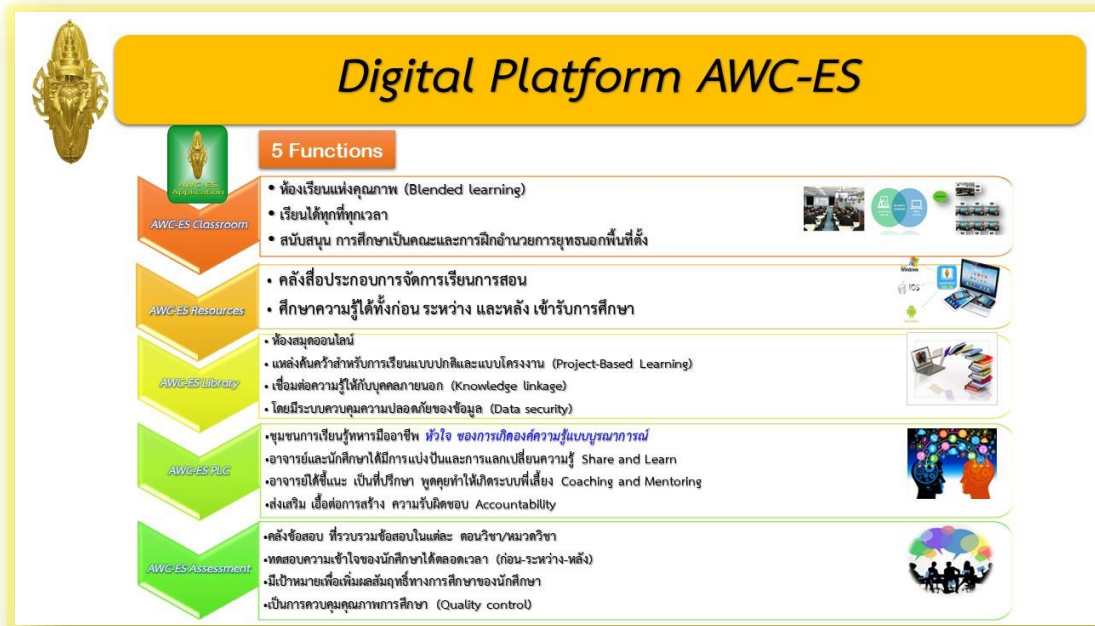 Digital Platform AWC-ES
AWC-ES
Application
5 Functions
AWC-ES Classroom
• ห้องเรียนแห่งคุณภาพ (Blended learning)
• เรียนได้ทุกที่ทุกเวลา
• สนับสนุน การศึกษาเป็นคณะและการฝึกอำนวยการยุทธนอกพื้นที่ตั้ง
AWC-ES Resources
• คลังสื่อประกอบการจัดการเรียนการสอน
• ศึกษาความรู้ได้ทั้งก่อน ระหว่าง และหลัง เข้ารับการศึกษา
Windows
iOS
AWC-ES Library
• ห้องสมุดออนไลน์
• แหล่งค้นคว้าสำหรับการเรียนแบบปกติและแบบโครงงาน (Project-Based Learning)
• เชื่อมต่อความรู้ให้กับบุคคลภายนอก (Knowledge linkage)
• โดยมีระบบควบคุมความปลอดภัยของข้อมูล (Data security)
AWC-ES PLC
•ชุมชนการเรียนรู้ทหารมืออาชีพ หัวใจ ของการเกิดองค์ความรู้แบบบูรณาการณ์
•อาจารย์และนักศึกษาได้มีการแบ่งปันและการแลกเปลี่ยนความรู้ Share and Learn
•อาจารย์ได้ชี้แนะ เป็นที่ปรึกษา พูดคุยทำให้เกิดระบบพี่เลี้ยง Coaching and Mentoring
•ส่งเสริม เอื้อต่อการสร้าง ความรับผิดชอบ Accountability
AWC-ES Assessment
•คลังข้อสอบ ที่รวบรวมข้อสอบในแต่ละ ตอนวิชา/หมวดวิชา
•ทดสอบความเข้าใจของนักศึกษาได้ตลอดเวลา (ก่อน-ระหว่าง-หลัง)
•มีเป้าหมายเพื่อเพิ่มผลสัมฤทธิ์ทางการศึกษาของนักศึกษา
•เป็นการควบคุมคุณภาพการศึกษา (Quality control)